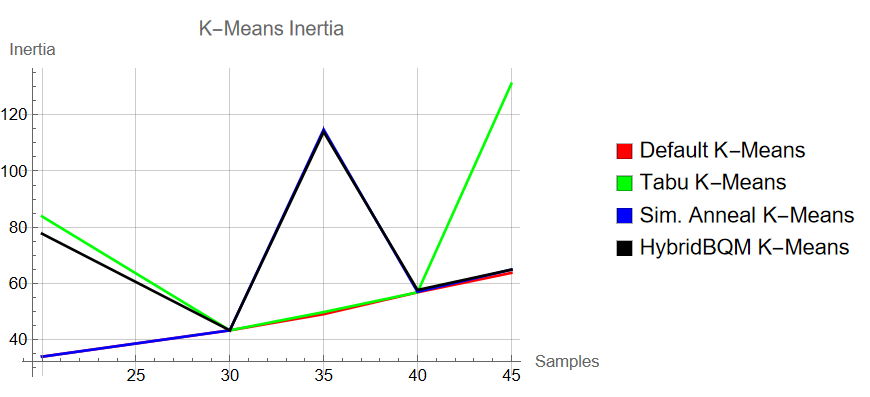 K−Means Inertia
Inertia
120
100
80
60
40
25 30 35 40 45
Samples
Default K−Means
Tabu K−Means
Sim. Anneal K−Means
HybridBQM K−Means